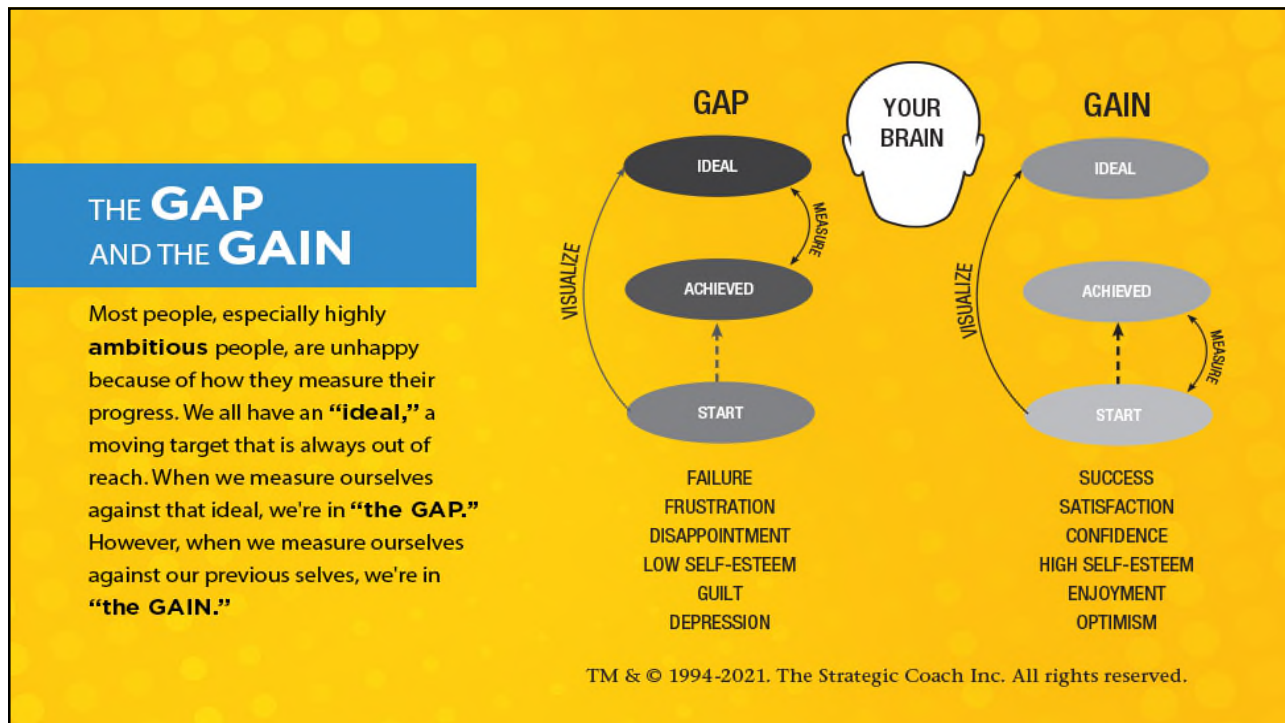 THE GAP
AND THE GAIN
Most people, especially highly
ambitious people, are unhappy
because of how they measure their
progress. We all have an “ideal,” a
moving target that is always out of
reach. When we measure ourselves
against that ideal, we're in “the GAP.”
However, when we measure ourselves
against our previous selves, we're in
“the GAIN.”
GAP
IDEAL
MEASURE
VISUALIZE
ACHIEVED
START
FAILURE
FRUSTRATION
DISAPPOINTMENT
LOW SELF-ESTEEM
GUILT
DEPRESSION
YOUR
BRAIN
GAIN
IDEAL
VISUALIZE
ACHIEVED
MEASURE
START
SUCCESS
SATISFACTION
CONFIDENCE
HIGH SELF-ESTEEM
ENJOYMENT
OPTIMISM
TM & © 1994-2021. The Strategic Coach Inc. All rights reserved.